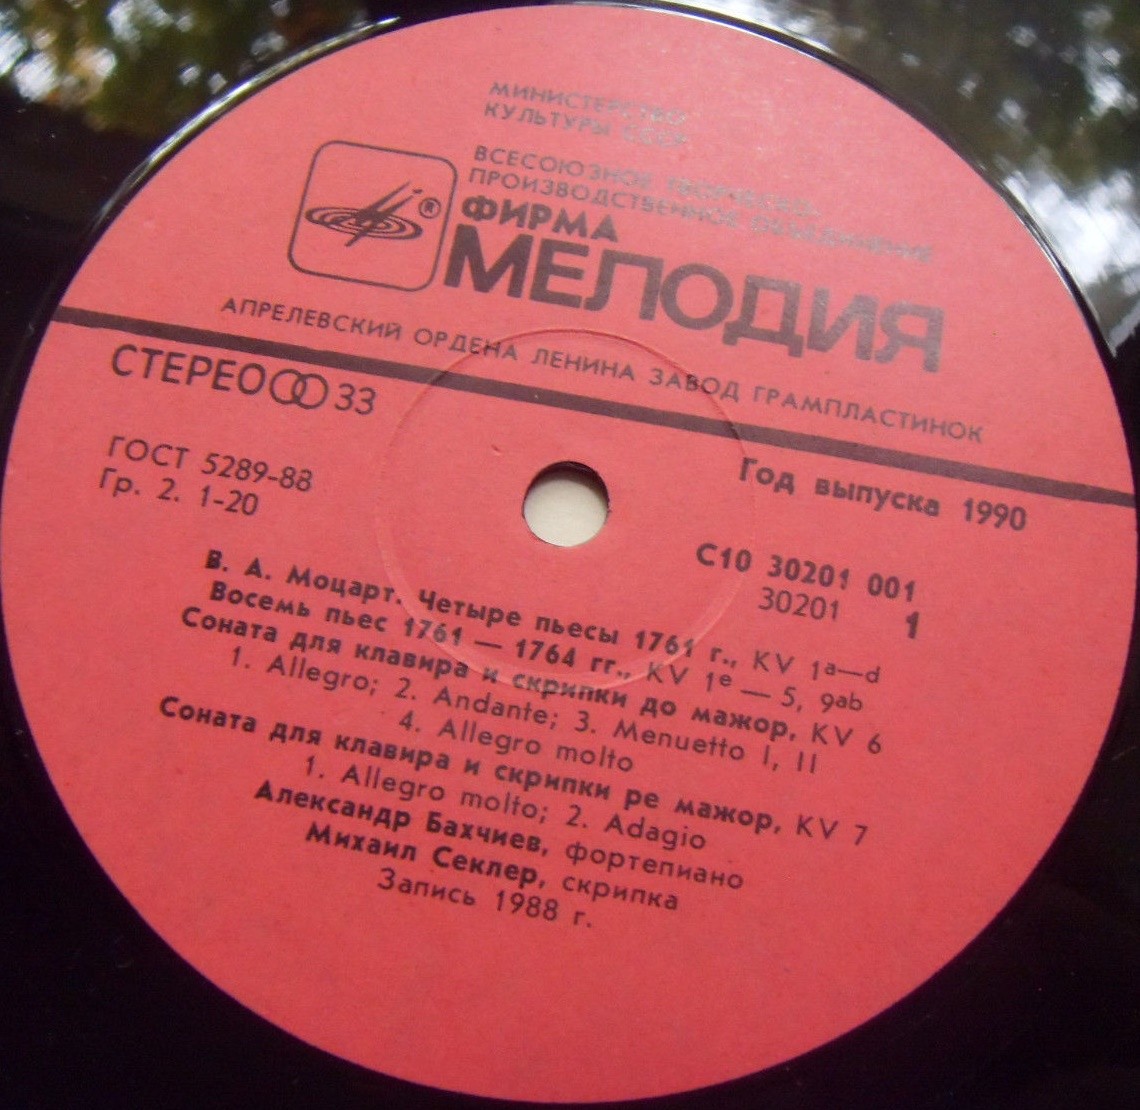 МИНИСТЕРСТВО
КУЛЬТУРЫ СССР
ВСЕСОЮЗНОЕ ТВОРЧЕСКО-
ПРОИЗВОДСТВЕННОЕ ОБЪЕДИНЕНИЕ
ФИРМА
®
МЕЛОДИЯ
АПРЕЛЕВСКИЙ ОРДЕНА ЛЕНИНА ЗАВОД ГРАМПЛАСТИНОК
СТЕРЕО 33
ГОСТ 5289-88
Гр. 2. 1-20
Год выпуска 1990
С10 30201 001
30201 1
В. А. Моцарт. Четыре пьесы 1761 г., KV 1a—d
Восемь пьес 1761 — 1764 гг., KV 1e — 5, 9ab
Соната для клавира и скрипки до мажор, KV 6
1. Allegro; 2. Andante; 3. Menuetto I, II
4. Allegro molto
Соната для клавира и скрипки ре мажор, KV 7
1. Allegro molto; 2. Adagio
Александр Бахчиев, фортепиано
Михаил Секлер, скрипка
Запись 1988 г.